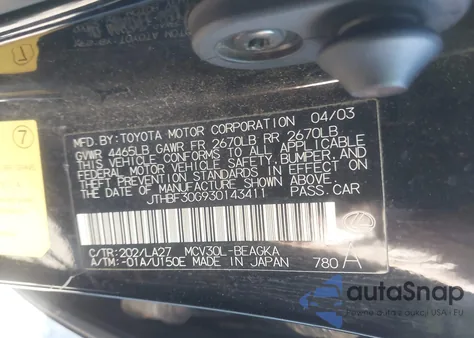 7
MFD. BY: TOYOTA MOTOR CORPORATION 04/03
GVWR 4465LB GAWR FR 2670LB RR 2670LB
THIS VEHICLE CONFORMS TO ALL APPLICABLE
FEDERAL MOTOR VEHICLE SAFETY, BUMPER, AND
THEFT PREVENTION STANDARDS IN EFFECT ON
THE DATE OF MANUFACTURE SHOWN ABOVE.
JTHBF30G930143411 PASS. CAR
C/TR: 202/LA27 MCV30L-BEAGKA
A/TM: -01A/U150E MADE IN JAPAN 780 A
autoSnap